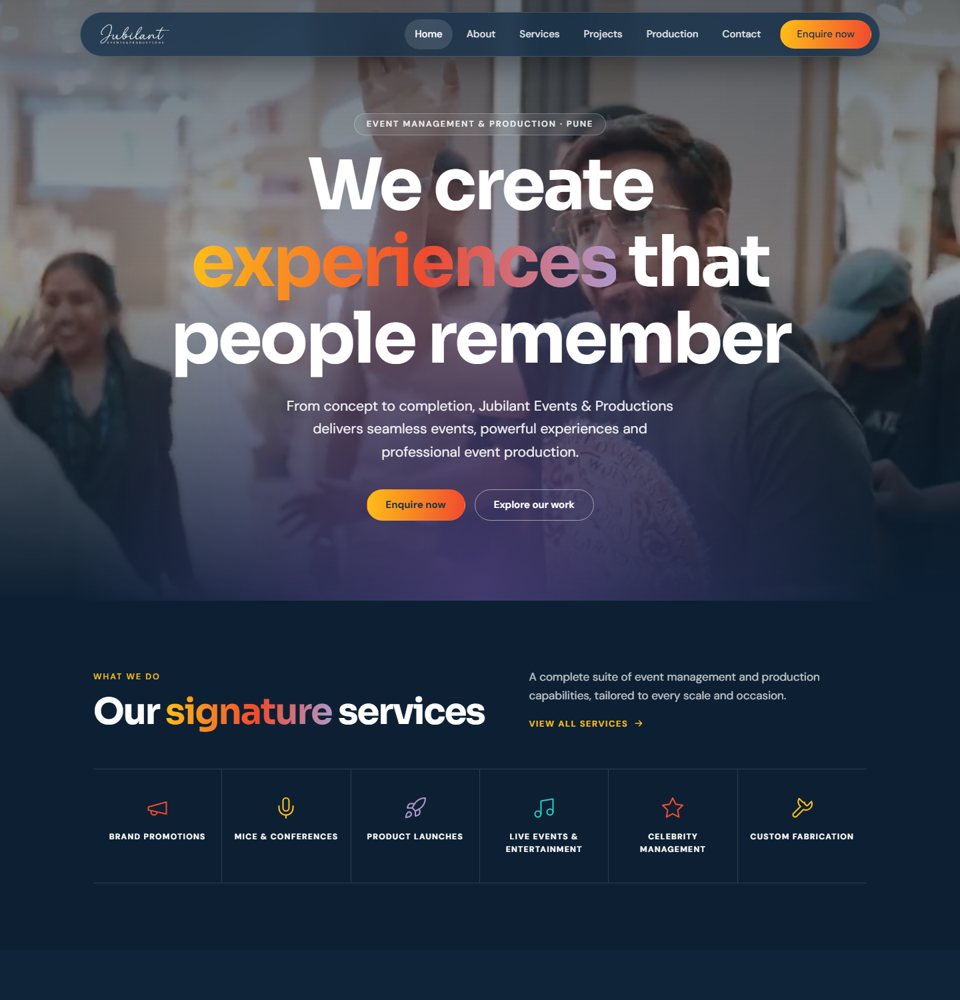 Jubilant
EVENTS & PRODUCTIONS
Home About Services Projects Production Contact Enquire now
EVENT MANAGEMENT & PRODUCTION · PUNE
We create
experiences that
people remember
From concept to completion, Jubilant Events & Productions
delivers seamless events, powerful experiences and
professional event production.
Enquire now Explore our work
WHAT WE DO
Our signature services
A complete suite of event management and production
capabilities, tailored to every scale and occasion.
VIEW ALL SERVICES →
BRAND PROMOTIONS
MICE & CONFERENCES
PRODUCT LAUNCHES
LIVE EVENTS &
ENTERTAINMENT
CELEBRITY
MANAGEMENT
CUSTOM FABRICATION